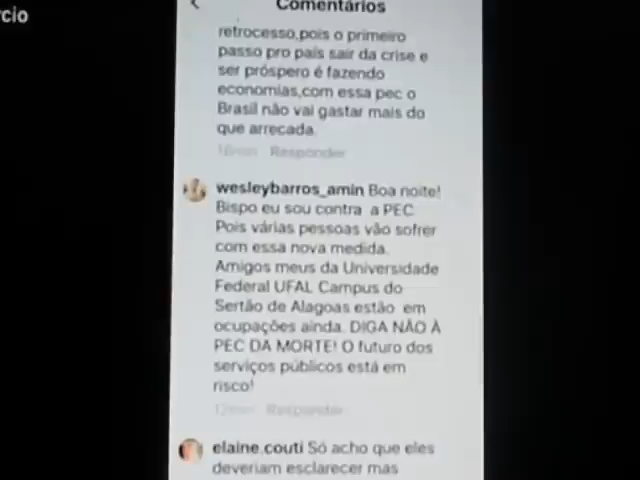 rcio
Comentários
retrocesso,pois o primeiro
passo pro país sair da crise e
ser próspero é fazendo
economias,com essa pec o
Brasil não vai gastar mais do
que arrecada.
Responder
wesleybarros_amin Boa noite!
Bispo eu sou contra a PEC.
Pois várias pessoas vão sofrer
com essa nova medida.
Amigos meus da Universidade
Federal UFAL Campus do
Sertão de Alagoas estão em
ocupações ainda. DIGA NÃO À
PEC DA MORTE! O futuro dos
serviços públicos está em
risco!
Responder
elaine.couti Só acho que eles
deveriam esclarecer mas